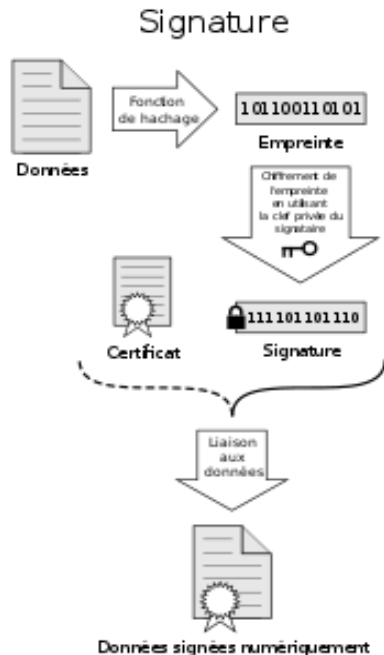 Signature
Fonction
de hachage
101100110101
Empreinte
Données
Chiffrement de
l'empreinte
en utilisant
la clef privée du
signataire
Certificat
111101101110
Signature
Liaison
aux
données
Données signées numériquement